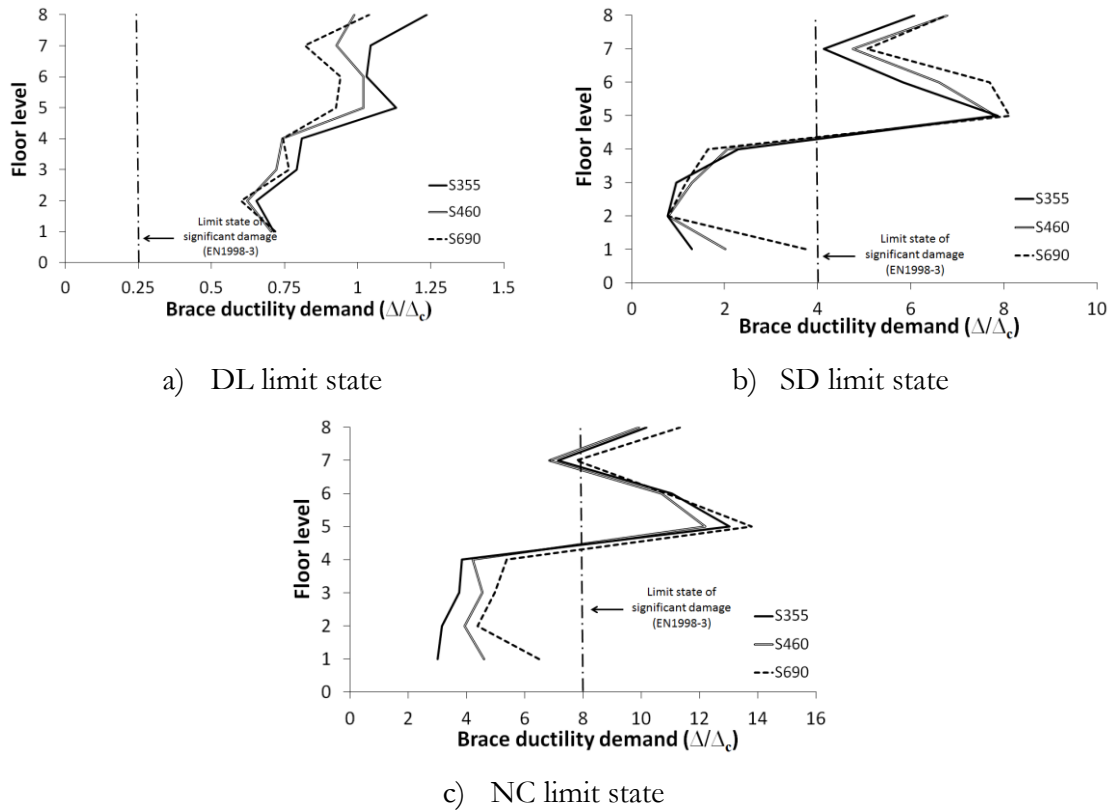 8
7
6
5
4
3
2
1
0
Floor level
Limit state of
significant damage
(EN1998-3)
S355
S460
S690
0 0.25 0.5 0.75 1 1.25 1.5
Brace ductility demand (Δ/Δc)
a) DL limit state
8
7
6
5
4
3
2
1
0
Floor level
Limit state of
significant damage
(EN1998-3)
S355
S460
S690
0 2 4 6 8 10
Brace ductility demand (Δ/Δc)
b) SD limit state
8
7
6
5
4
3
2
1
0
Floor level
Limit state of
significant damage
(EN1998-3)
S355
S460
S690
0 2 4 6 8 10 12 14 16
Brace ductility demand (Δ/Δc)
c) NC limit state